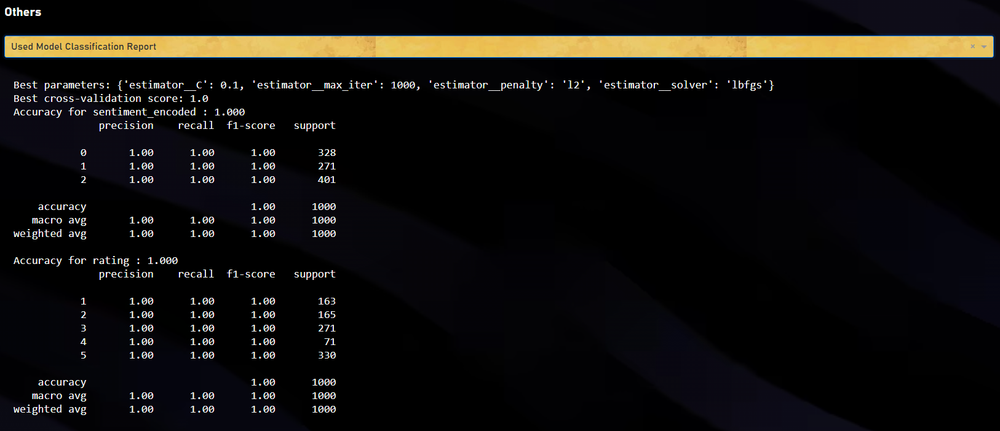 Others
Used Model Classification Report
Best parameters: {'estimator__C': 0.1, 'estimator__max_iter': 1000, 'estimator__penalty': 'l2', 'estimator__solver': 'lbfgs'}
Best cross-validation score: 1.0
Accuracy for sentiment_encoded : 1.000
precision recall f1-score support
0 1.00 1.00 1.00 328
1 1.00 1.00 1.00 271
2 1.00 1.00 1.00 401
accuracy 1.00 1000
macro avg 1.00 1.00 1.00 1000
weighted avg 1.00 1.00 1.00 1000
Accuracy for rating : 1.000
precision recall f1-score support
1 1.00 1.00 1.00 163
2 1.00 1.00 1.00 165
3 1.00 1.00 1.00 271
4 1.00 1.00 1.00 71
5 1.00 1.00 1.00 330
accuracy 1.00 1000
macro avg 1.00 1.00 1.00 1000
weighted avg 1.00 1.00 1.00 1000